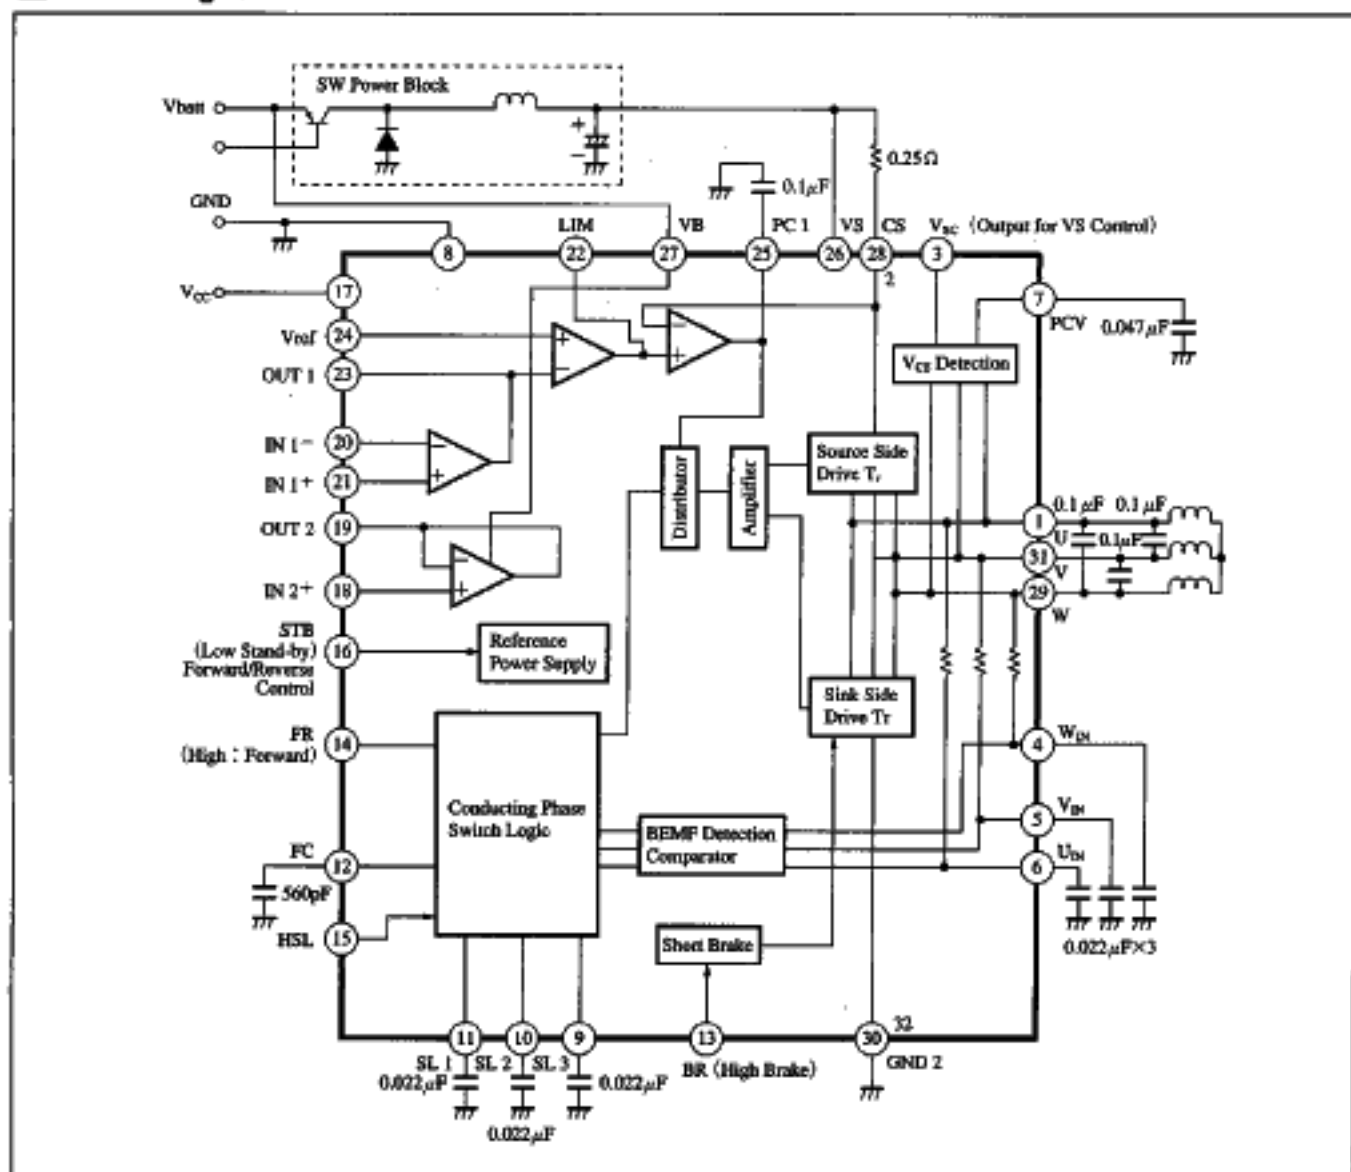 SW Power Block
Vbatt
+
−
0.25Ω
0.1μF
GND
LIM
VB
PC 1
VS
CS
(Output for VS Control)
8
22
27
25
26
28
3
2
VCC
17
7
PCV
0.047μF
Vref
24
+
−
−
+
VCE Detection
OUT 1
23
IN 1−
20
−
IN 1+
21
+
Source Side
Drive Tr
Distributor
Amplifier
0.1μF
0.1μF
1
U
OUT 2
19
0.1μF
31
V
−
+
IN 2+
18
29
W
STB
(Low Stand-by)
16
Forward/Reverse
Control
Reference
Power Supply
Sink Side
Drive Tr
FR
(High : Forward)
14
4
WIN
Conducting Phase
Switch Logic
BEMF Detection
Comparator
5
VIN
6
UIN
FC
12
560pF
HSL
15
Short Brake
0.022μF×3
11
10
9
13
30
32
SL 1
SL 2
SL 3
BR (High Brake)
GND 2
0.022μF
0.022μF
0.022μF